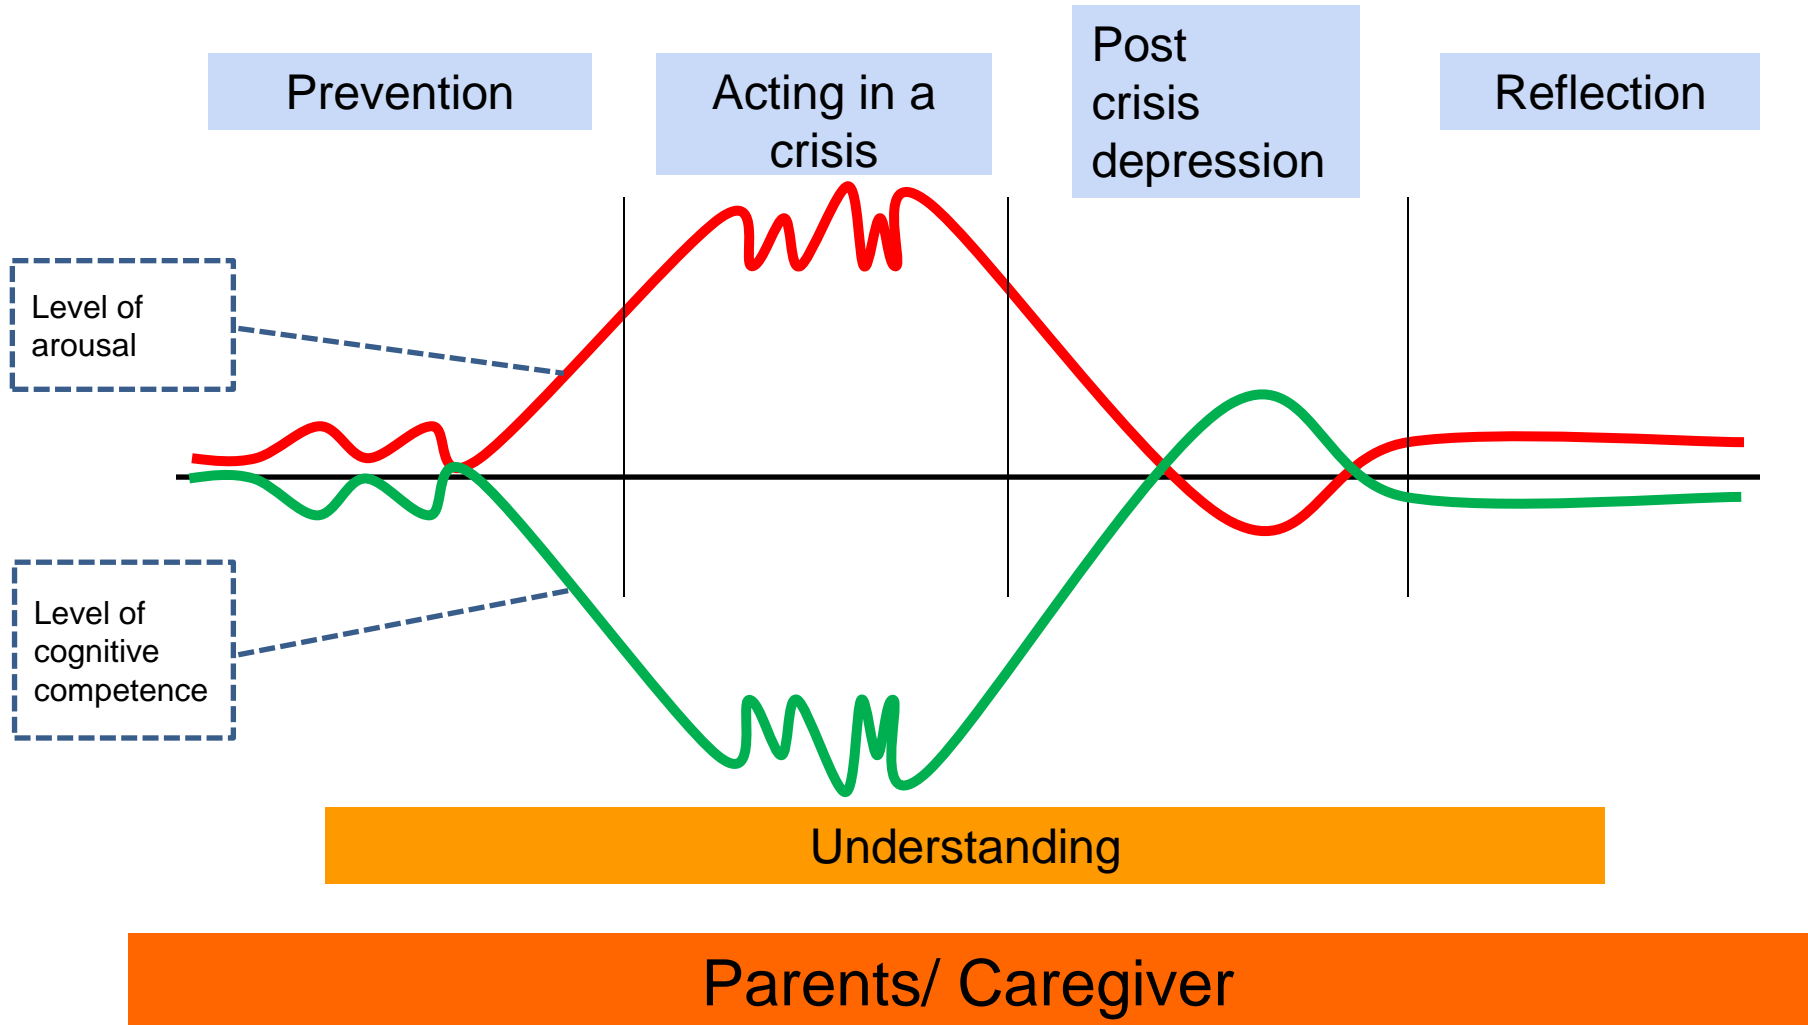 Prevention
Acting in a
crisis
Post
crisis
depression
Reflection
Level of
arousal
Level of
cognitive
competence
Understanding
Parents/ Caregiver